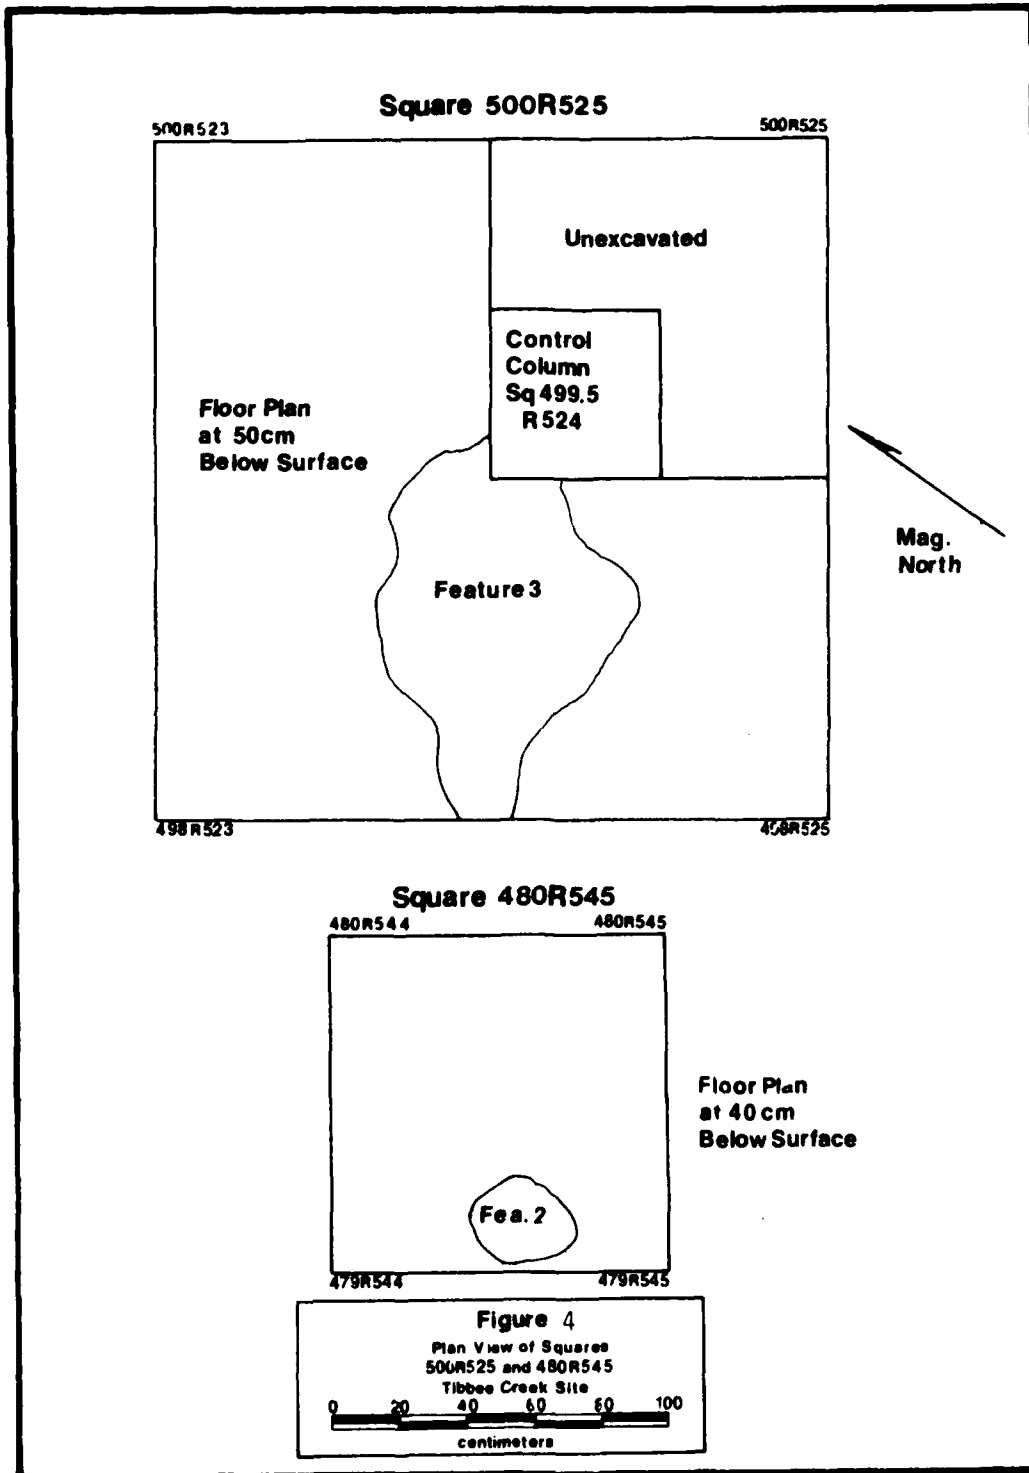 Square 500R525
500R523
500R525
Unexcavated
Control
Column
Sq 499.5
R 524
Floor Plan
at 50cm
Below Surface
Feature 3
Mag.
North
498R523
498R525
Square 480R545
480R544
480R545
Floor Plan
at 40 cm
Below Surface
Fea. 2
479R544
479R545
Figure 4
Plan View of Squares
500R525 and 480R545
Tibbee Creek Site
0 20 40 60 80 100
centimeters